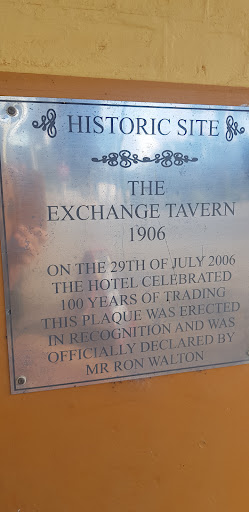 HISTORIC SITE
THE
EXCHANGE TAVERN
1906
ON THE 29TH OF JULY 2006
THE HOTEL CELEBRATED
100 YEARS OF TRADING
THIS PLAQUE WAS ERECTED
IN RECOGNITION AND WAS
OFFICIALLY DECLARED BY
MR RON WALTON